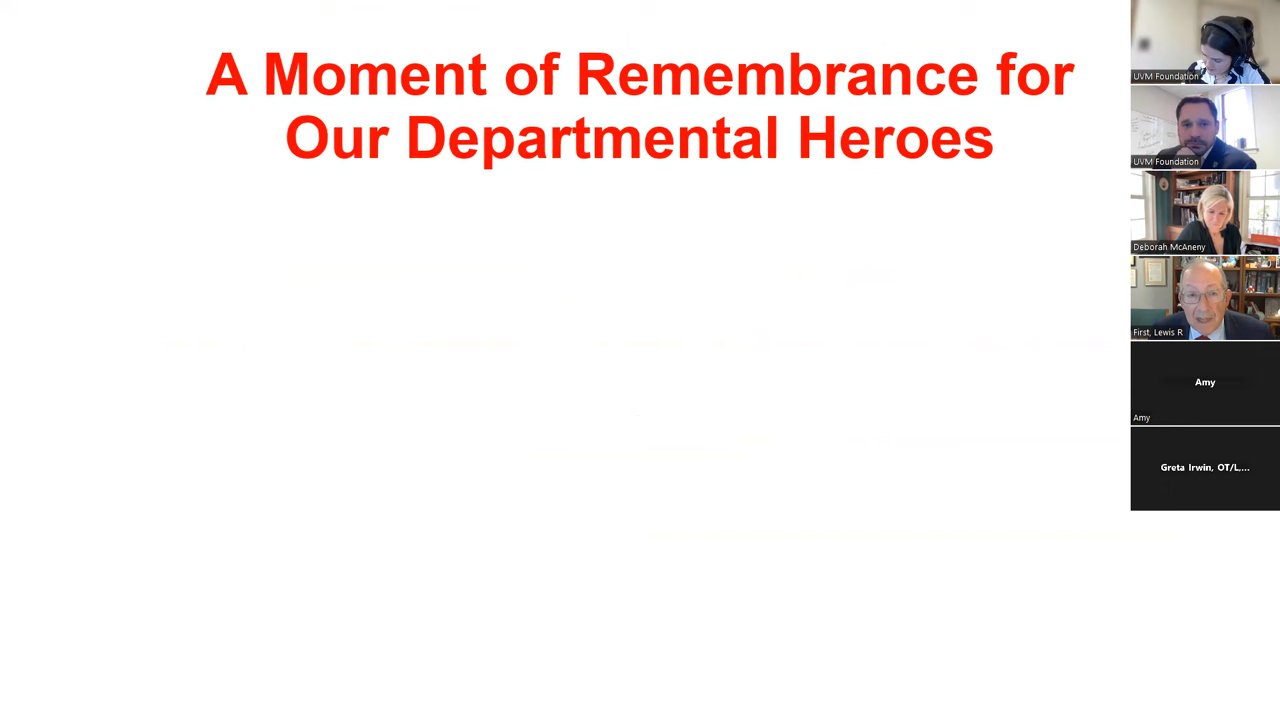 A Moment of Remembrance for
Our Departmental Heroes
UVM Foundation
UVM Foundation
Deborah McAneny
First, Lewis R
Amy
Amy
Greta Irwin, OT/L,...